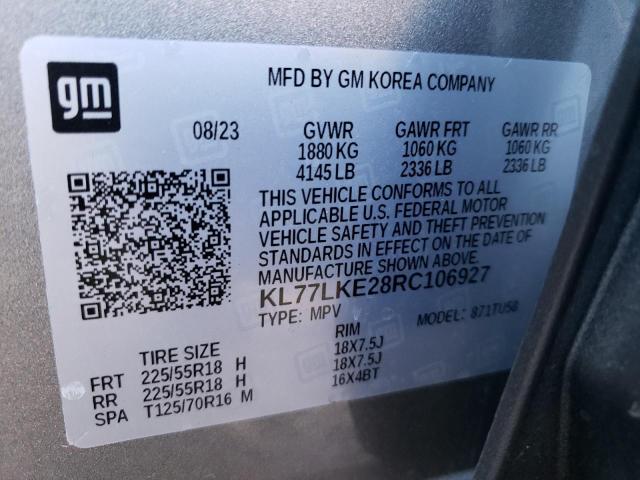 gm
MFD BY GM KOREA COMPANY
08/23 GVWR GAWR FRT GAWR RR
1880 KG 1060 KG 1060 KG
4145 LB 2336 LB 2336 LB
THIS VEHICLE CONFORMS TO ALL
APPLICABLE U.S. FEDERAL MOTOR
VEHICLE SAFETY AND THEFT PREVENTION
STANDARDS IN EFFECT ON THE DATE OF
MANUFACTURE SHOWN ABOVE.
KL77LKE28RC106927
TYPE: MPV MODEL: 871TU58
TIRE SIZE RIM
FRT 225/55R18 H 18X7.5J
RR 225/55R18 H 18X7.5J
SPA T125/70R16 M 16X4BT